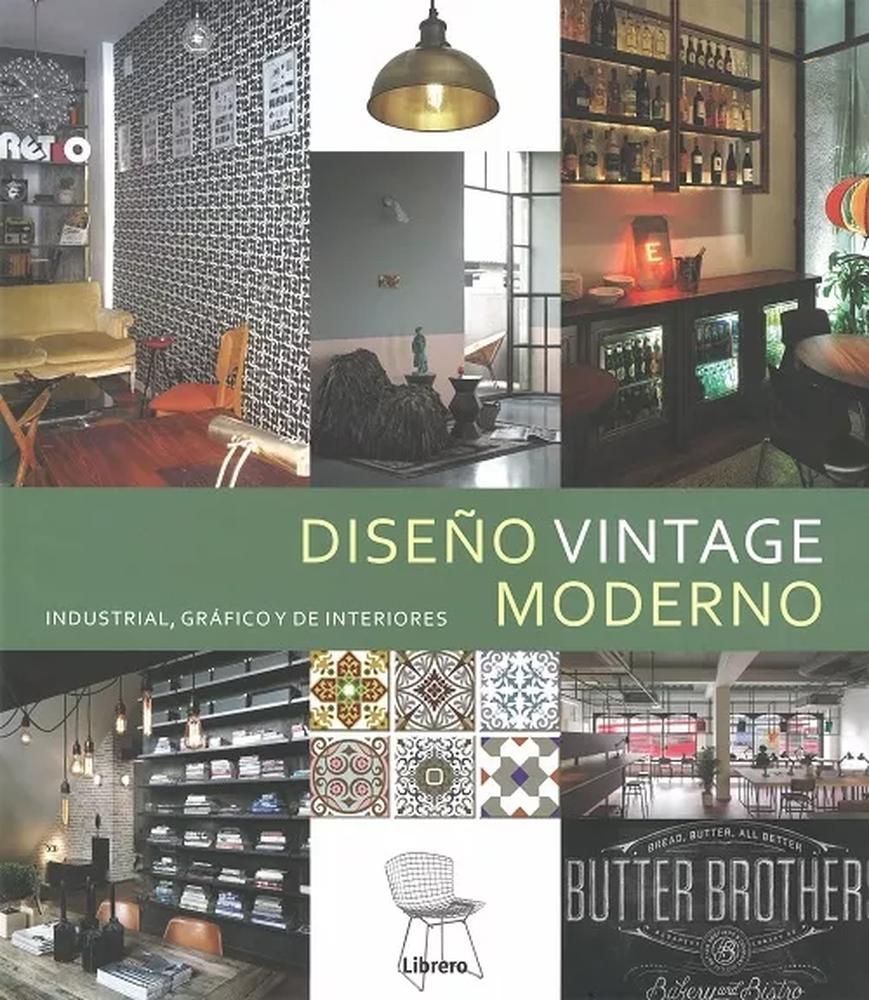 RETRO
E
DISEÑO VINTAGE
MODERNO
INDUSTRIAL, GRÁFICO Y DE INTERIORES
BREAD, BUTTER, ALL BETTER
BUTTER BROTHERS
Bakery and Bistro
Librero